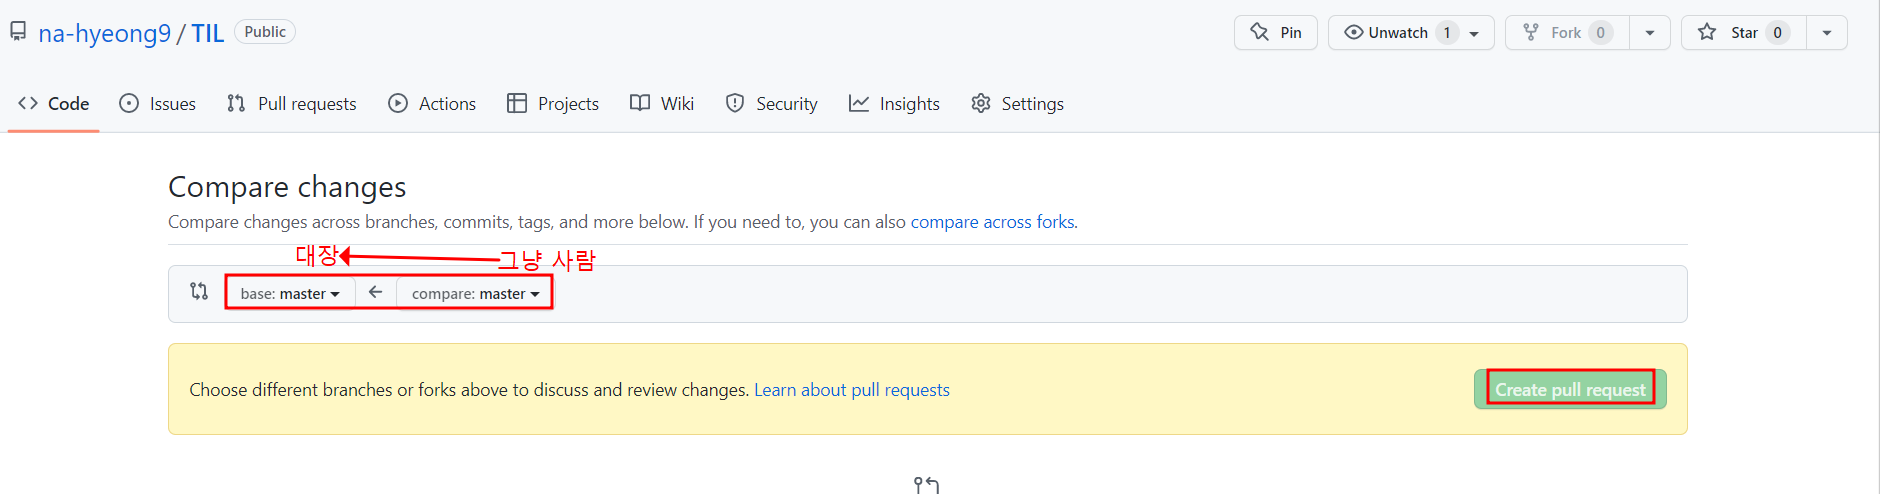 na-hyeong9 / TIL Public Pin Unwatch 1 Fork 0 Star 0
Code Issues Pull requests Actions Projects Wiki Security Insights Settings
Compare changes
Compare changes across branches, commits, tags, and more below. If you need to, you can also compare across forks.
대장 그냥 사람
base: master compare: master
Choose different branches or forks above to discuss and review changes. Learn about pull requests Create pull request